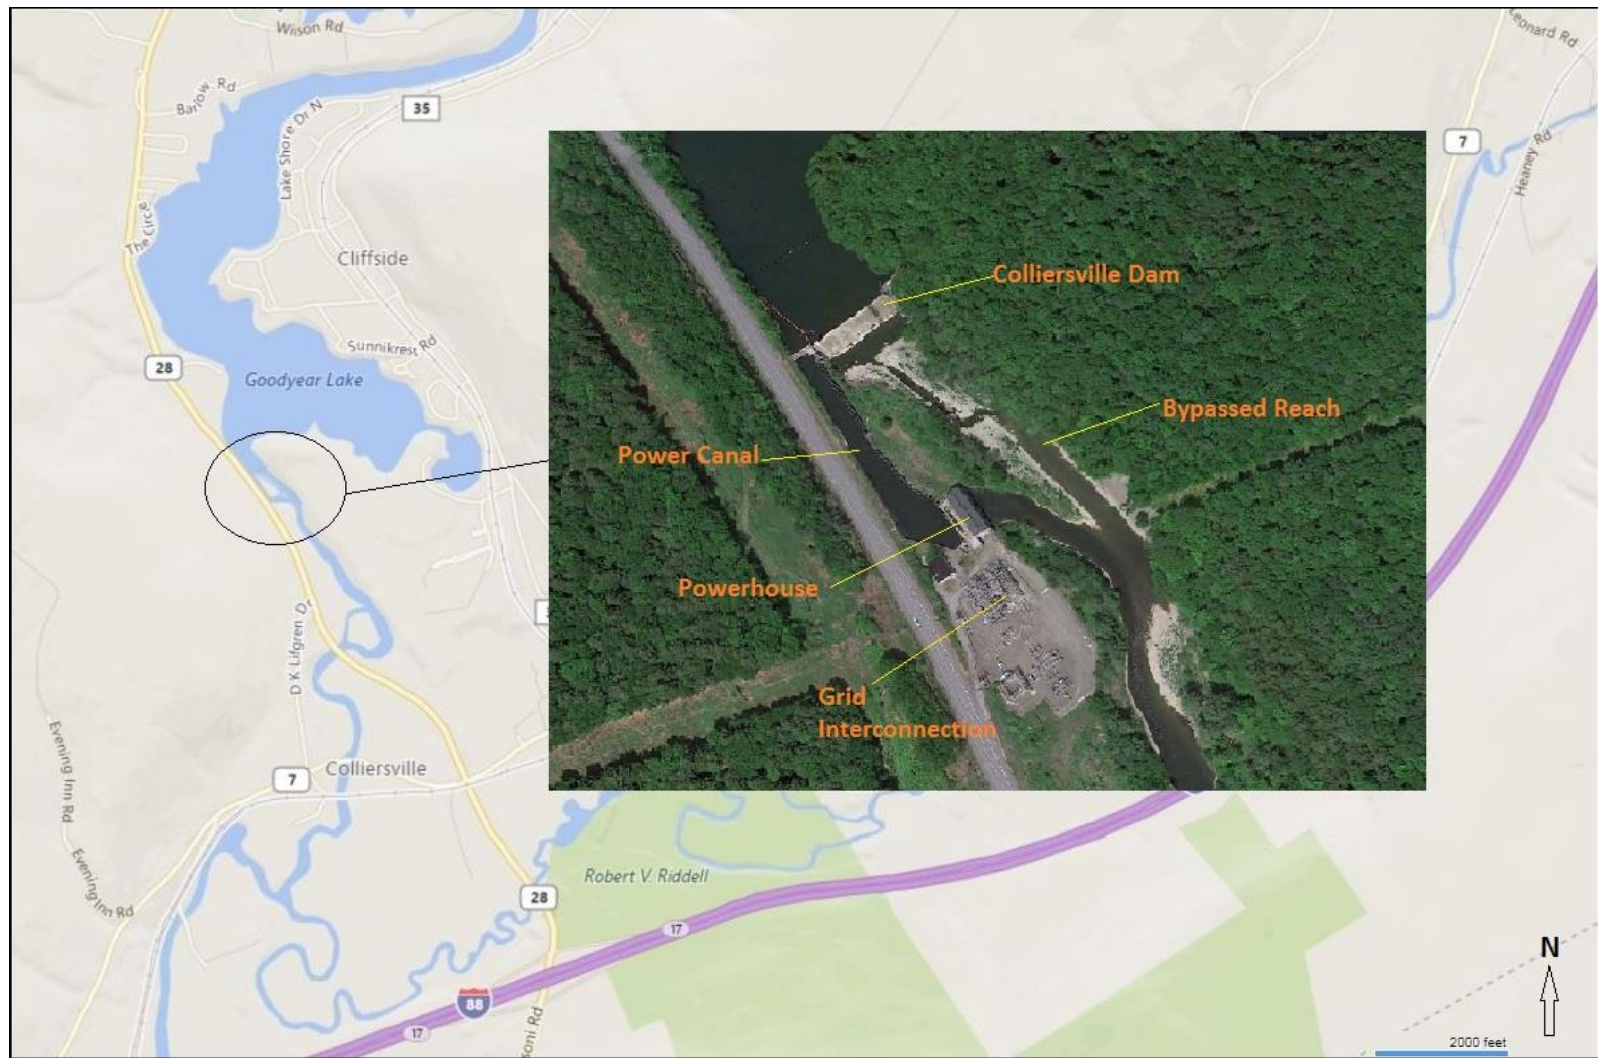 Wilson Rd
Leonard Rd
Barlow Rd
35
Lake Shore Dr N
7
Heaney Rd
The Circle
Cliffside
Colliersville Dam
28
Sunnikrest Rd
Goodyear Lake
Bypassed Reach
Power Canal
Powerhouse
D K Lifgren Dr
Grid
Interconnection
Evening Inn Rd
7
Colliersville
Robert V. Riddell
Evening Inn Rd
28
17
N
88
17
soni Rd
2000 feet